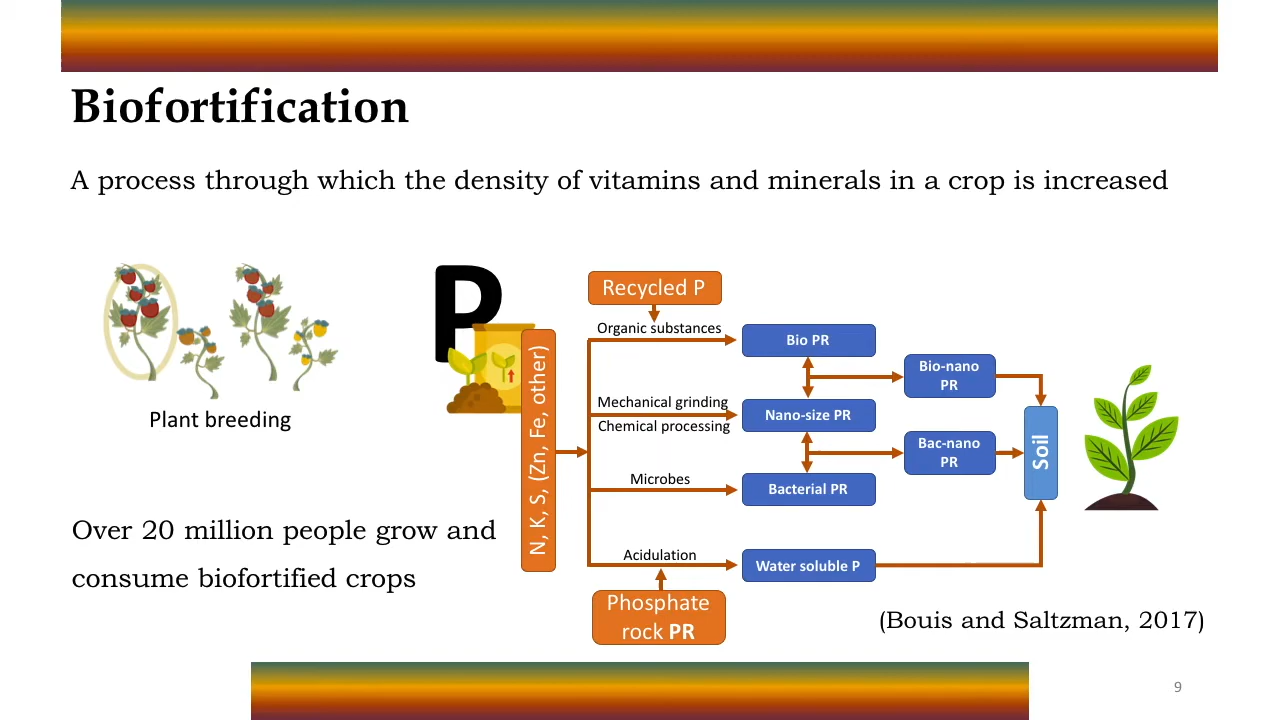 Biofortification
A process through which the density of vitamins and minerals in a crop is increased
Plant breeding
Over 20 million people grow and
consume biofortified crops
P
N, K, S, (Zn, Fe, other)
Recycled P
Organic substances
Mechanical grinding
Chemical processing
Microbes
Acidulation
Phosphate
rock PR
Bio PR
Nano-size PR
Bacterial PR
Water soluble P
Bio-nano
PR
Bac-nano
PR
Soil
(Bouis and Saltzman, 2017)
9